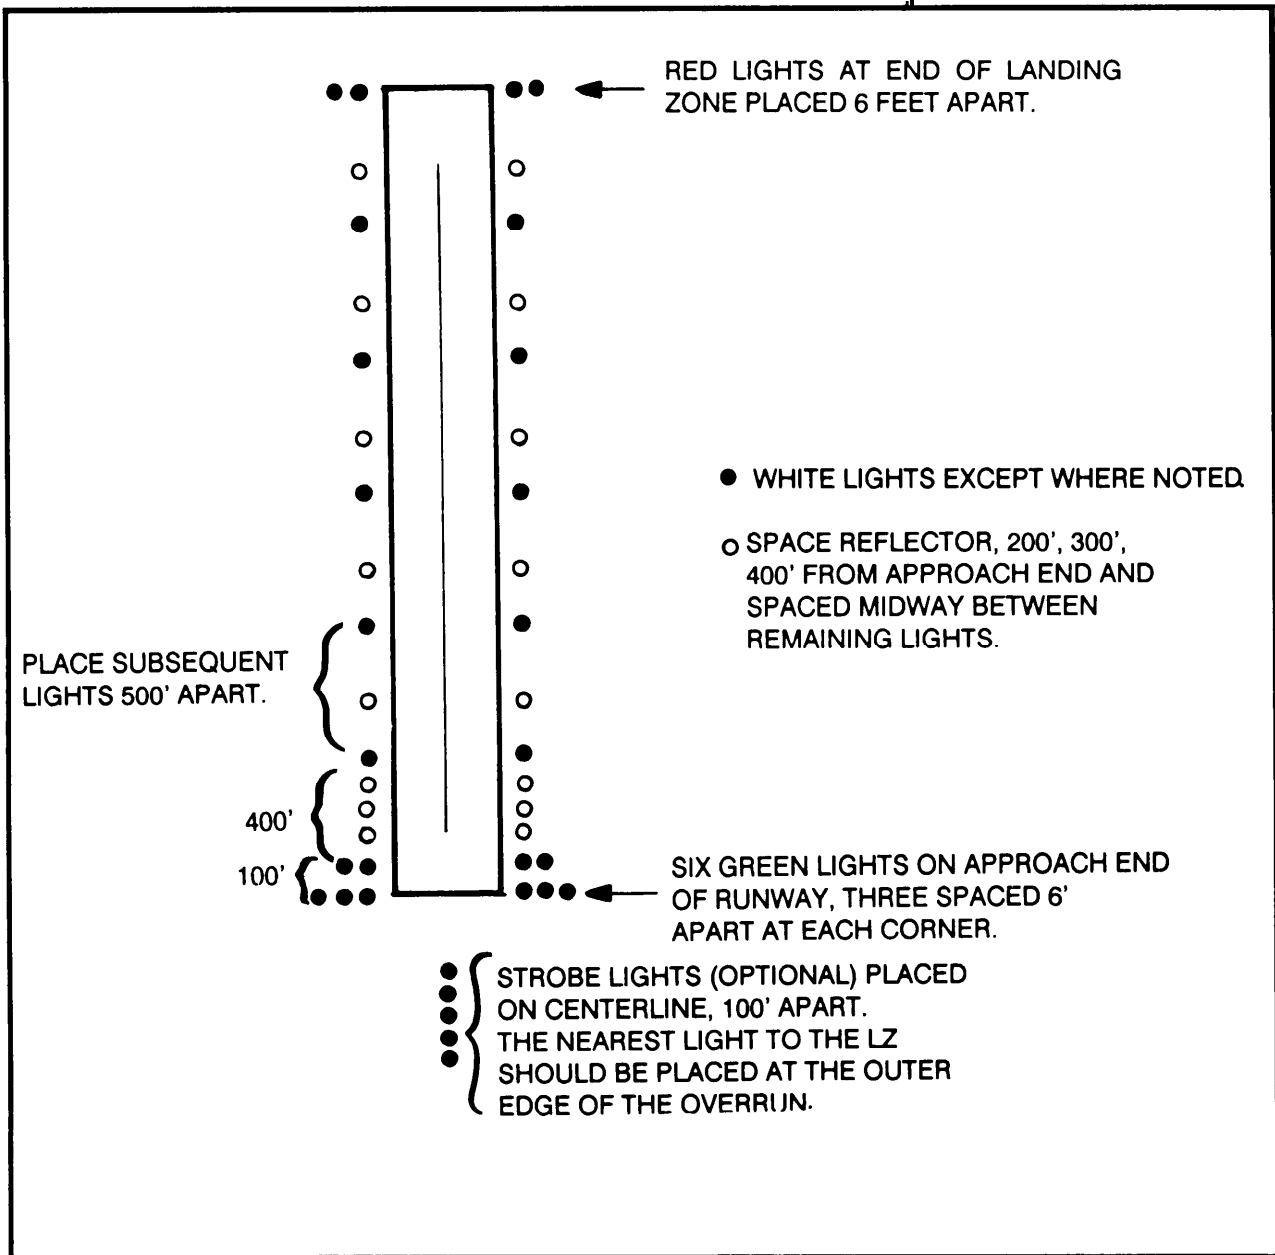 RED LIGHTS AT END OF LANDING
ZONE PLACED 6 FEET APART.
● WHITE LIGHTS EXCEPT WHERE NOTED.
○ SPACE REFLECTOR, 200', 300',
400' FROM APPROACH END AND
SPACED MIDWAY BETWEEN
REMAINING LIGHTS.
PLACE SUBSEQUENT
LIGHTS 500' APART.
400'
100'
SIX GREEN LIGHTS ON APPROACH END
OF RUNWAY, THREE SPACED 6'
APART AT EACH CORNER.
STROBE LIGHTS (OPTIONAL) PLACED
ON CENTERLINE, 100' APART.
THE NEAREST LIGHT TO THE LZ
SHOULD BE PLACED AT THE OUTER
EDGE OF THE OVERRUN.